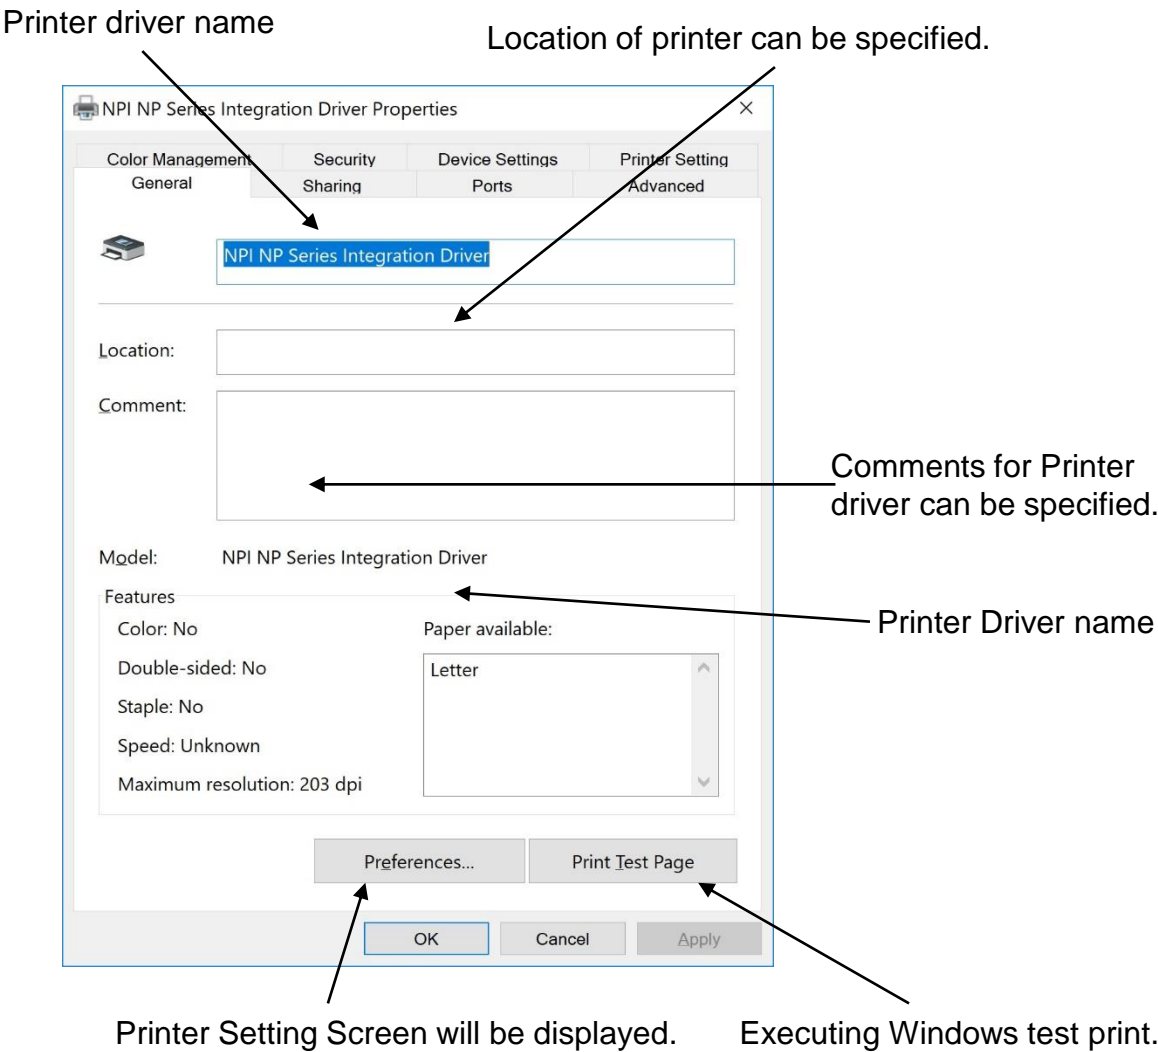 Printer driver name
Location of printer can be specified.
NPI NP Series Integration Driver Properties
Color Management Security Device Settings Printer Setting
General Sharing Ports Advanced
NPI NP Series Integration Driver
Location:
Comment:
Comments for Printer
driver can be specified.
Model: NPI NP Series Integration Driver
Features
Printer Driver name
Color: No Paper available:
Double-sided: No Letter
Staple: No
Speed: Unknown
Maximum resolution: 203 dpi
Preferences... Print Test Page
OK Cancel Apply
Printer Setting Screen will be displayed. Executing Windows test print.